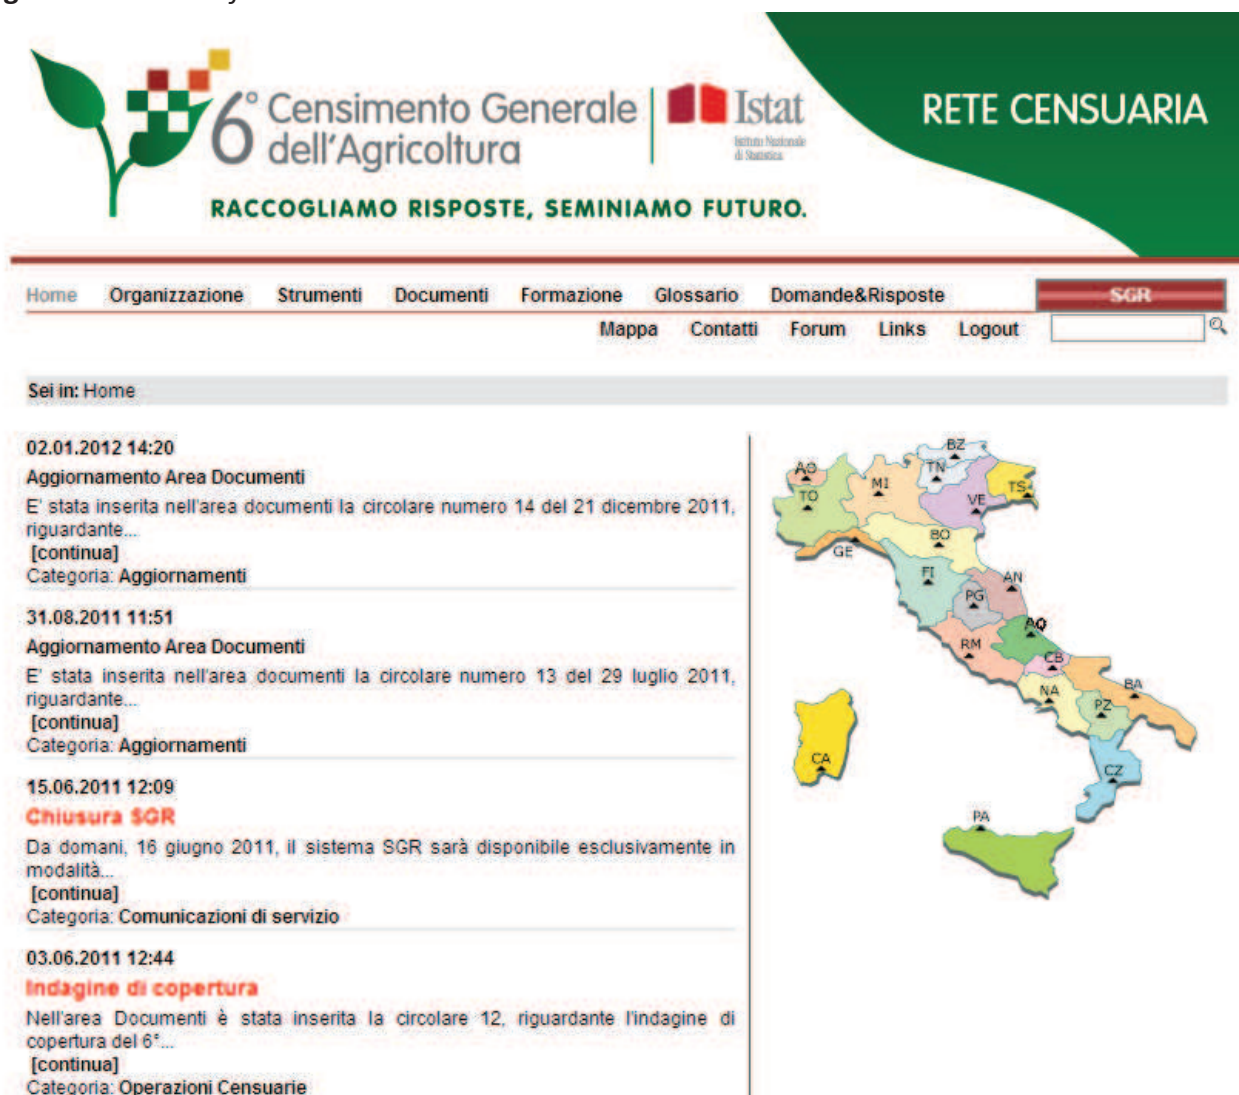 6° Censimento Generale
dell'Agricoltura
Istat
Istituto Nazionale
di Statistica
RETE CENSUARIA
RACCOGLIAMO RISPOSTE, SEMINIAMO FUTURO.
Home Organizzazione Strumenti Documenti Formazione Glossario Domande&Risposte SGR
Mappa Contatti Forum Links Logout
Sei in: Home
02.01.2012 14:20
Aggiornamento Area Documenti
E' stata inserita nell'area documenti la circolare numero 14 del 21 dicembre 2011,
riguardante...
[continua]
Categoria: Aggiornamenti
31.08.2011 11:51
Aggiornamento Area Documenti
E' stata inserita nell'area documenti la circolare numero 13 del 29 luglio 2011,
riguardante...
[continua]
Categoria: Aggiornamenti
15.06.2011 12:09
Chiusura SGR
Da domani, 16 giugno 2011, il sistema SGR sarà disponibile esclusivamente in
modalità...
[continua]
Categoria: Comunicazioni di servizio
03.06.2011 12:44
Indagine di copertura
Nell'area Documenti è stata inserita la circolare 12, riguardante l'indagine di
copertura del 6°...
[continua]
Categoria: Operazioni Censuarie
BZ
AO
TN
MI
TS
TO
VE
BO
GE
FI
AN
PG
AQ
RM
CB
BA
NA
PZ
CA
CZ
PA